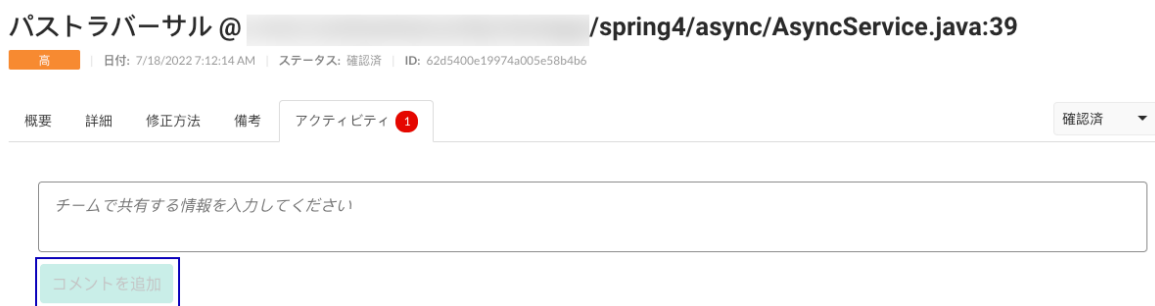 パストラバーサル @ /spring4/async/AsyncService.java:39
高 日付: 7/18/2022 7:12:14 AM ステータス: 確認済 ID: 62d5400e19974a005e58b4b6
概要 詳細 修正方法 備考 アクティビティ 1 確認済
チームで共有する情報を入力してください
コメントを追加